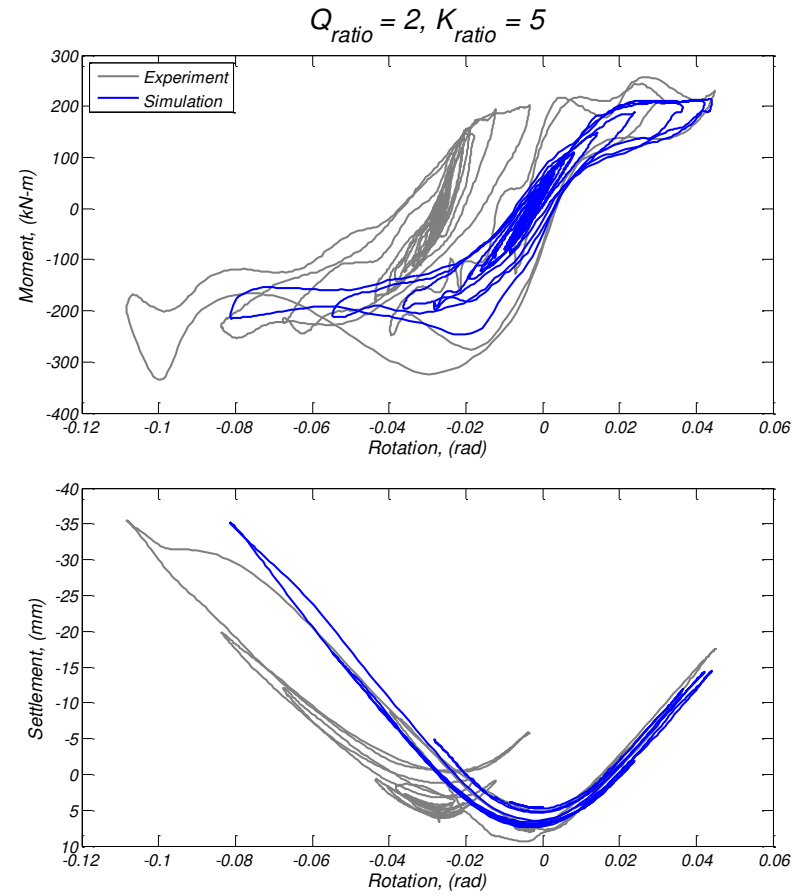 Q_ratio = 2, K_ratio = 5
300
Experiment
Simulation
200
100
0
-100
-200
-300
-400
Moment, (kN-m)
-0.12 -0.1 -0.08 -0.06 -0.04 -0.02 0 0.02 0.04 0.06
Rotation, (rad)
-40
-35
-30
-25
-20
-15
-10
-5
0
5
10
Settlement, (mm)
-0.12 -0.1 -0.08 -0.06 -0.04 -0.02 0 0.02 0.04 0.06
Rotation, (rad)